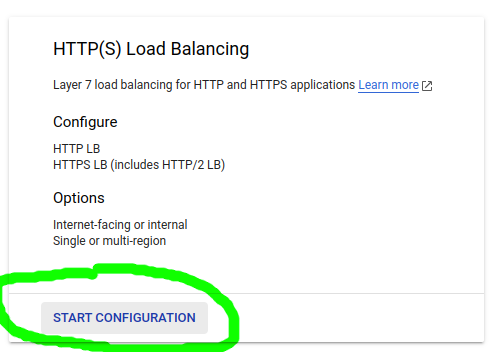 HTTP(S) Load Balancing
Layer 7 load balancing for HTTP and HTTPS applications Learn more
Configure
HTTP LB
HTTPS LB (includes HTTP/2 LB)
Options
Internet-facing or internal
Single or multi-region
START CONFIGURATION